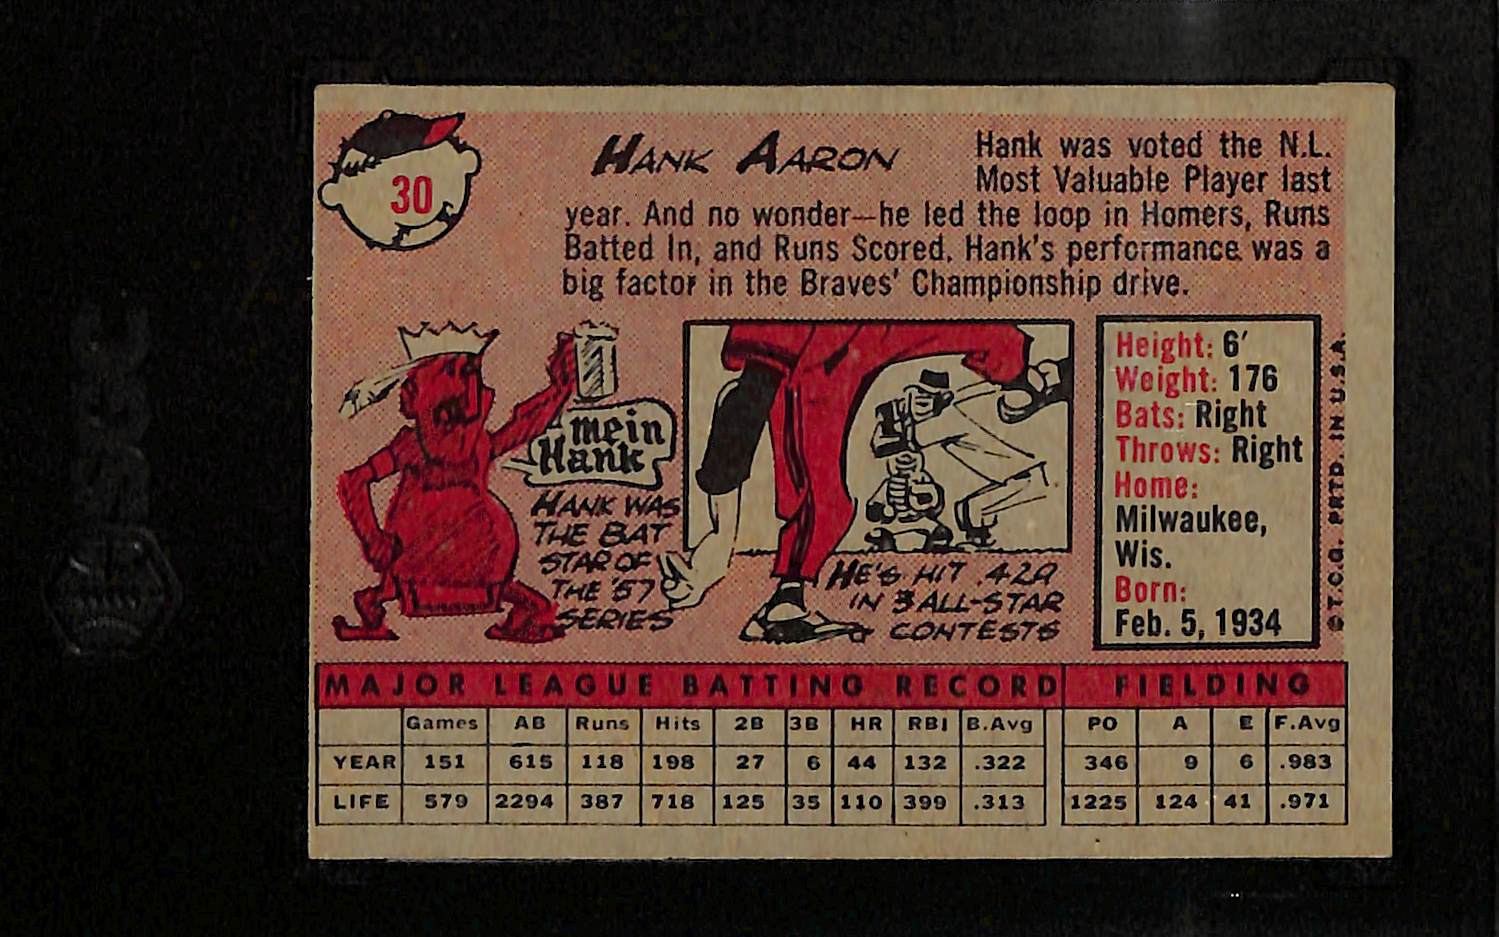 30
HANK AARON
Hank was voted the N.L.
Most Valuable Player last
year. And no wonder—he led the loop in Homers, Runs
Batted In, and Runs Scored. Hank's performance was a
big factor in the Braves' Championship drive.
mein
Hank
HANK WAS
THE BAT
STAR OF
THE '57
SERIES
1
HE'S HIT .429
IN 3 ALL-STAR
CONTESTS
Height: 6'
Weight: 176
Bats: Right
Throws: Right
Home:
Milwaukee,
Wis.
Born:
Feb. 5, 1934
© T.C.G. PRTD. IN U.S.A.
MAJOR LEAGUE BATTING RECORD FIELDING
Games AB Runs Hits 2B 3B HR RBI B.Avg PO A E F.Avg
YEAR 151 615 118 198 27 6 44 132 .322 346 9 6 .983
LIFE 579 2294 387 718 125 35 110 399 .313 1225 124 41 .971